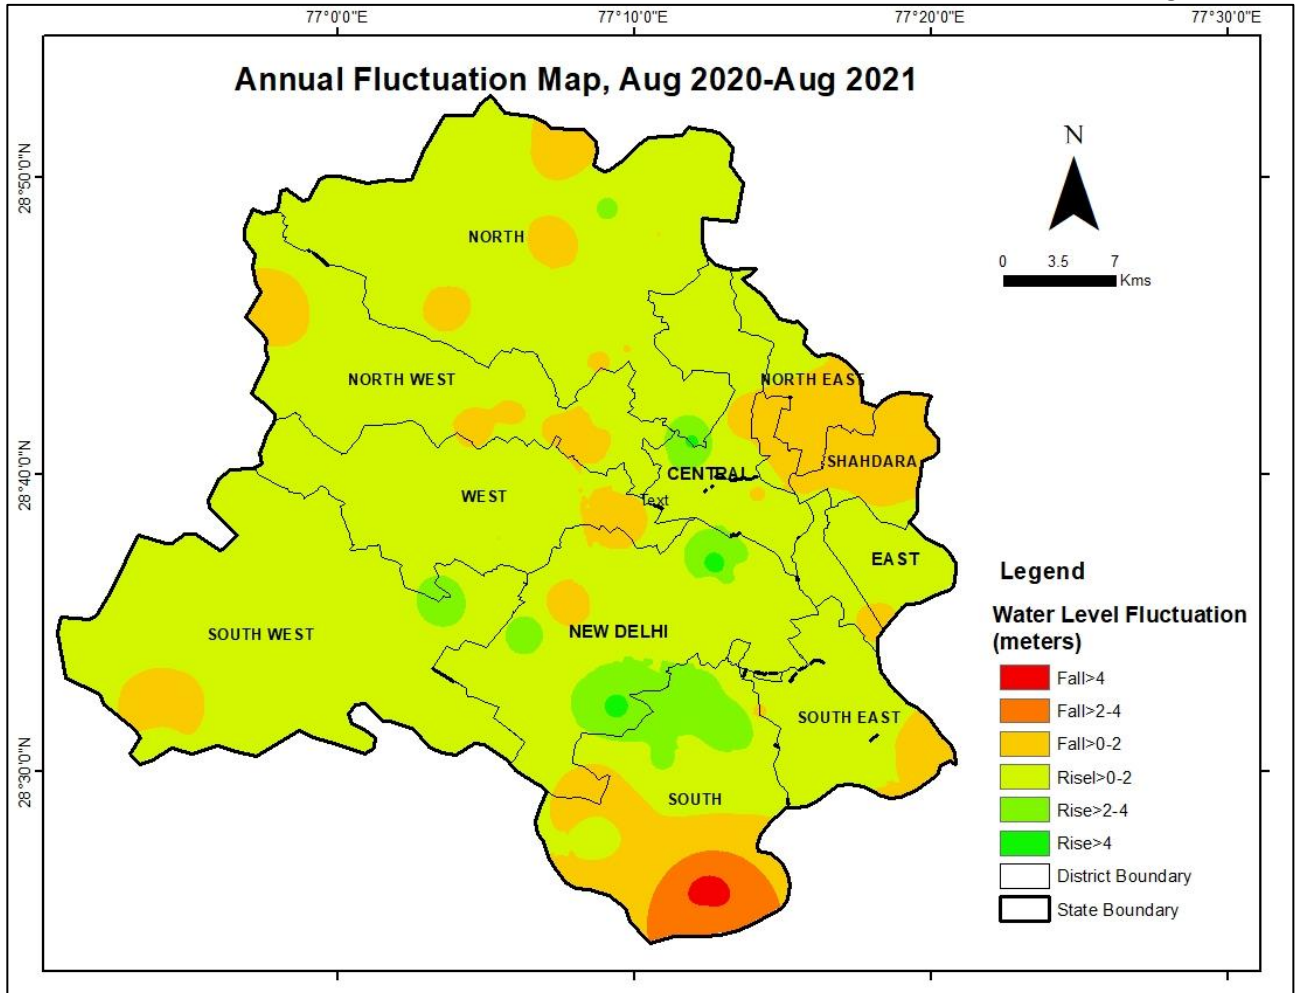 77°0'0"E 77°10'0"E 77°20'0"E 77°30'0"E
Annual Fluctuation Map, Aug 2020-Aug 2021
N
28°50'0"N
NORTH
0 3.5 7
Kms
NORTH WEST
NORTH EAST
28°40'0"N
CENTRAL
SHAHDARA
WEST
Text
EAST
Legend
Water Level Fluctuation
(meters)
SOUTH WEST
NEW DELHI
Fall>4
Fall>2-4
SOUTH EAST
Fall>0-2
28°30'0"N
Risel>0-2
SOUTH
Rise>2-4
Rise>4
District Boundary
State Boundary